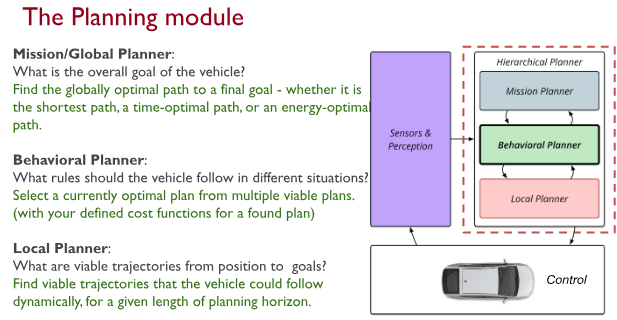 The Planning module
Mission/Global Planner:
What is the overall goal of the vehicle?
Find the globally optimal path to a final goal - whether it is
the shortest path, a time-optimal path, or an energy-optimal
path.
Behavioral Planner:
What rules should the vehicle follow in different situations?
Select a currently optimal plan from multiple viable plans.
(with your defined cost functions for a found plan)
Local Planner:
What are viable trajectories from position to goals?
Find viable trajectories that the vehicle could follow
dynamically, for a given length of planning horizon.
Sensors &
Perception
Hierarchical Planner
Mission Planner
Behavioral Planner
Local Planner
Control